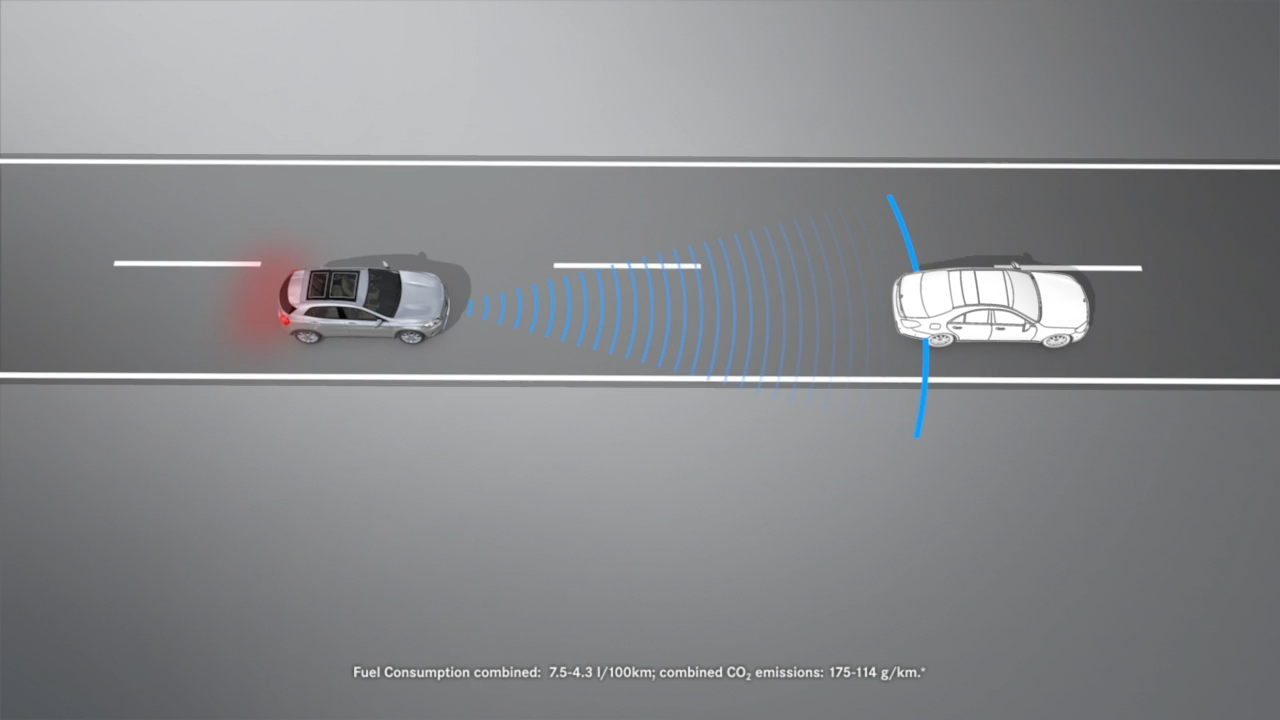 Fuel Consumption combined: 7.5-4.3 l/100km; combined CO₂ emissions: 175-114 g/km.*